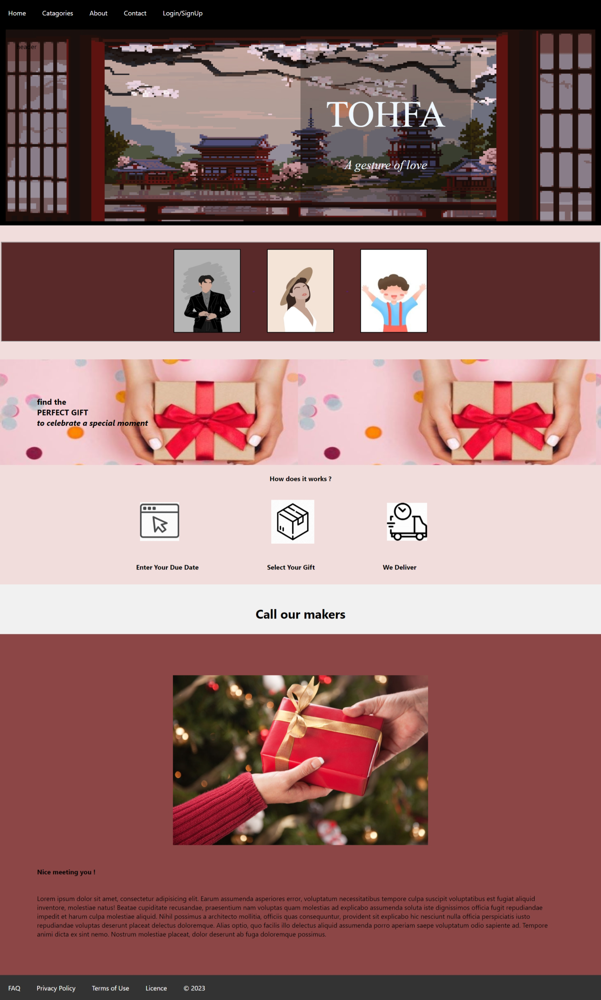 Home Catagories About Contact Login/SignUp
header
TOHFA
A gesture of love
find the
PERFECT GIFT
to celebrate a special moment
How does it works ?
Enter Your Due Date Select Your Gift We Deliver
Call our makers
Nice meeting you !
Lorem ipsum dolor sit amet, consectetur adipisicing elit. Earum assumenda asperiores error, voluptatum necessitatibus tempore culpa suscipit voluptatibus est fugiat aliquid
inventore, molestiae natus! Beatae cupiditate recusandae, praesentium nam voluptas quam molestias ad explicabo assumenda soluta iste dignissimos officia fugit repudiandae
impedit et harum culpa molestiae aliquid. Nihil possimus a architecto mollitia, officiis quas consequuntur, provident sit explicabo hic nesciunt nulla officia perspiciatis iusto
repudiandae voluptas deserunt placeat delectus doloremque. Alias optio, quo facilis illo delectus aliquid assumenda porro aperiam saepe voluptatum odio sapiente ad. Tempore
animi dicta ex sint nemo. Nostrum molestiae placeat, dolor deserunt ab fuga doloremque possimus.
FAQ Privacy Policy Terms of Use Licence © 2023